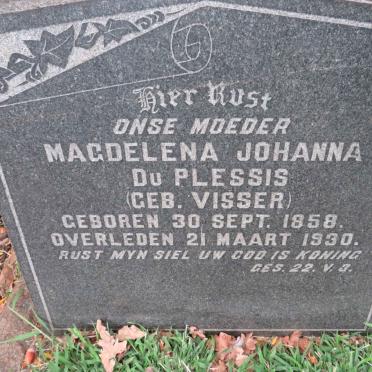 Hier Rust
ONSE MOEDER
MAGDELENA JOHANNA
DU PLESSIS
(GEB. VISSER)
GEBOREN 30 SEPT. 1858.
OVERLEDEN 21 MAART 1930.
RUST MYN SIEL UW GOD IS KONING
GES. 22. V. 3.